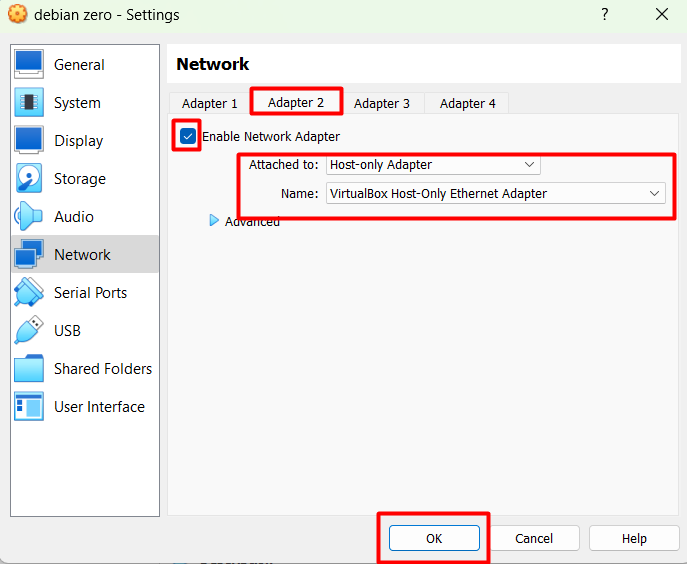 debian zero - Settings
?
General
System
Display
Storage
Audio
Network
Serial Ports
USB
Shared Folders
User Interface
Network
Adapter 1 Adapter 2 Adapter 3 Adapter 4
Enable Network Adapter
Attached to: Host-only Adapter
Name: VirtualBox Host-Only Ethernet Adapter
Advanced
OK Cancel Help